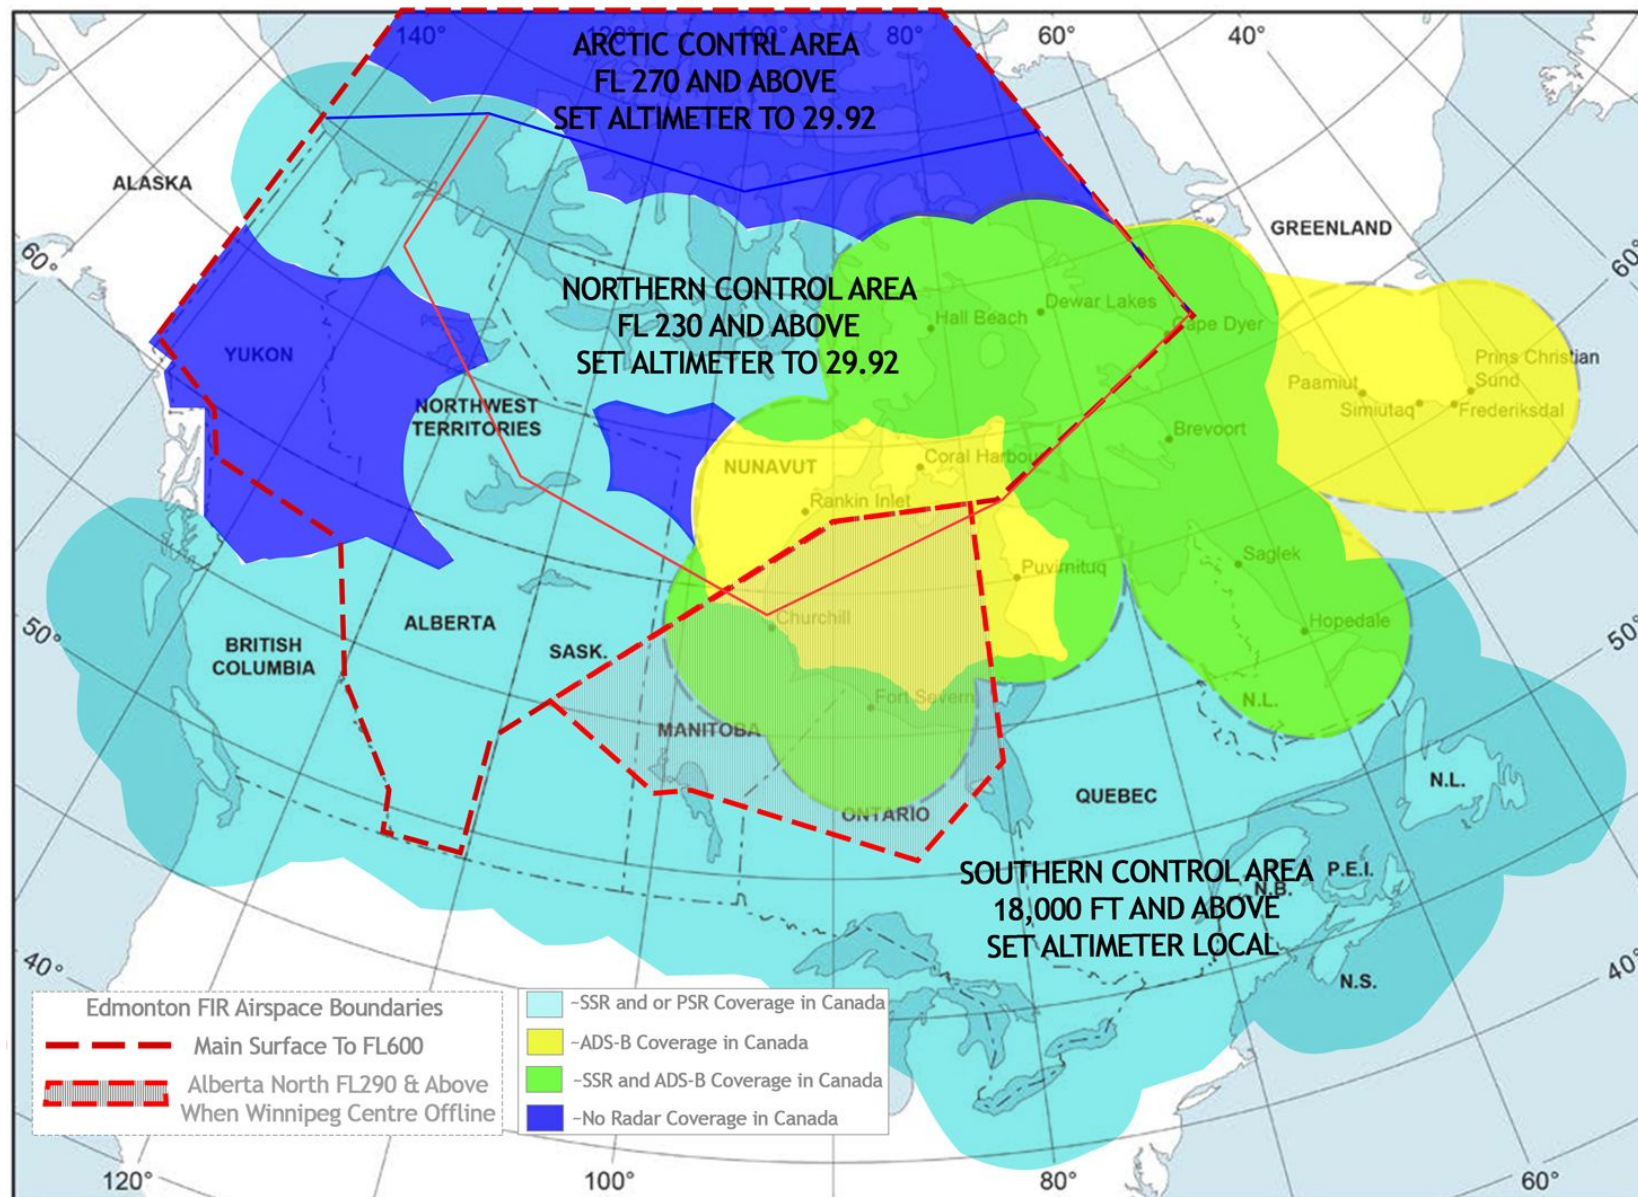 140°
120°
100°
80°
60°
40°
ARCTIC CONTRL AREA
FL 270 AND ABOVE
SET ALTIMETER TO 29.92
ALASKA
GREENLAND
60°
60°
NORTHERN CONTROL AREA
FL 230 AND ABOVE
SET ALTIMETER TO 29.92
Hall Beach
Dewar Lakes
Cape Dyer
YUKON
Prins Christian
Sund
Paamiut
Simiutaq
Frederiksdal
NORTHWEST
TERRITORIES
Brevoort
NUNAVUT
Coral Harbour
Rankin Inlet
Saglek
Puvirnituq
50°
50°
ALBERTA
Churchill
Hopedale
BRITISH
COLUMBIA
SASK.
Fort Severn
N.L.
MANITOBA
N.L.
QUEBEC
ONTARIO
SOUTHERN CONTROL AREA
18,000 FT AND ABOVE
SET ALTIMETER LOCAL
P.E.I.
N.B.
N.S.
40°
40°
Edmonton FIR Airspace Boundaries
Main Surface To FL600
Alberta North FL290 & Above
When Winnipeg Centre Offline
~SSR and or PSR Coverage in Canada
~ADS-B Coverage in Canada
~SSR and ADS-B Coverage in Canada
~No Radar Coverage in Canada
120°
100°
80°
60°